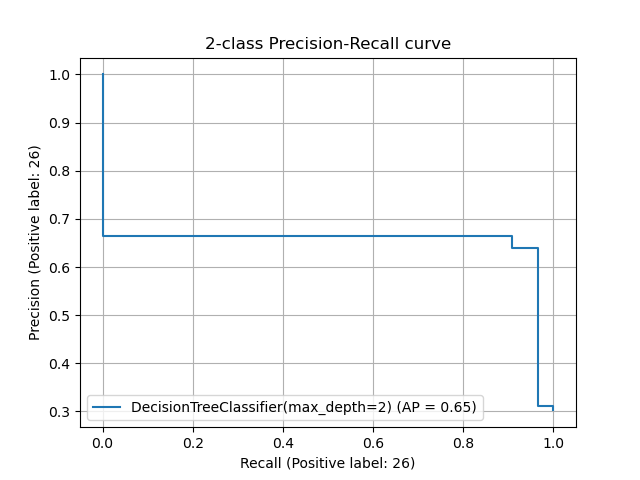 2-class Precision-Recall curve
Precision (Positive label: 26)
1.0
0.9
0.8
0.7
0.6
0.5
0.4
0.3
DecisionTreeClassifier(max_depth=2) (AP = 0.65)
0.0 0.2 0.4 0.6 0.8 1.0
Recall (Positive label: 26)